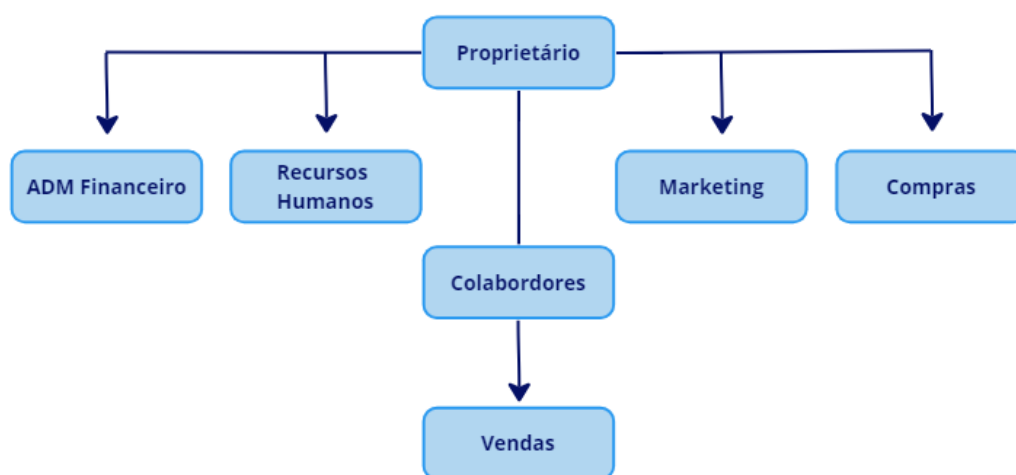 Proprietário
ADM Financeiro
Recursos
Humanos
Marketing
Compras
Colabordores
Vendas